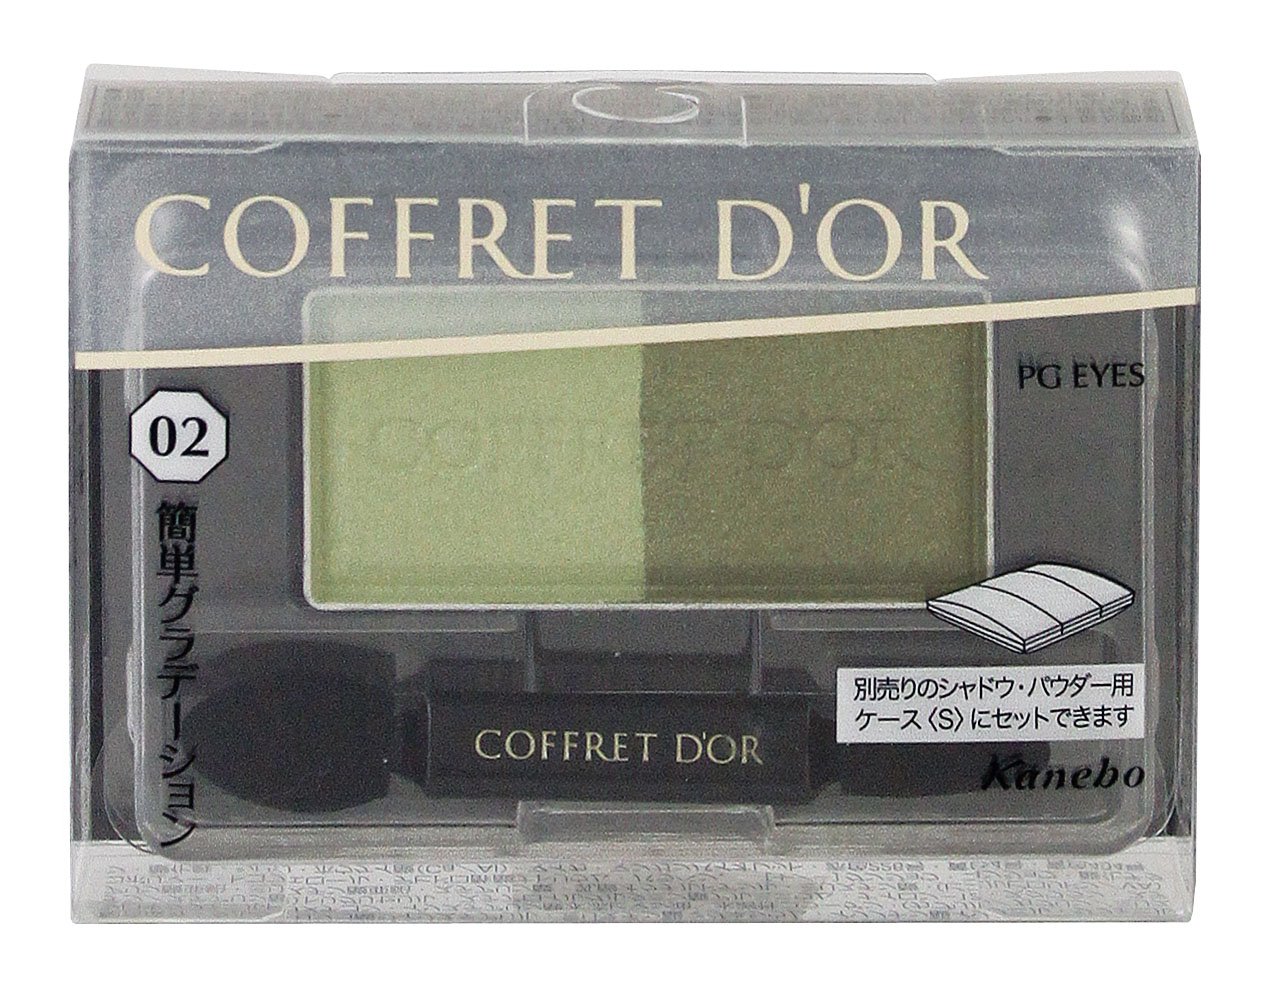 COFFRET D'OR
PG EYES
02
簡単グラデーション
COFFRET D'OR
別売りのシャドウ・パウダー用
ケース〈S〉にセットできます
COFFRET D'OR
Kanebo